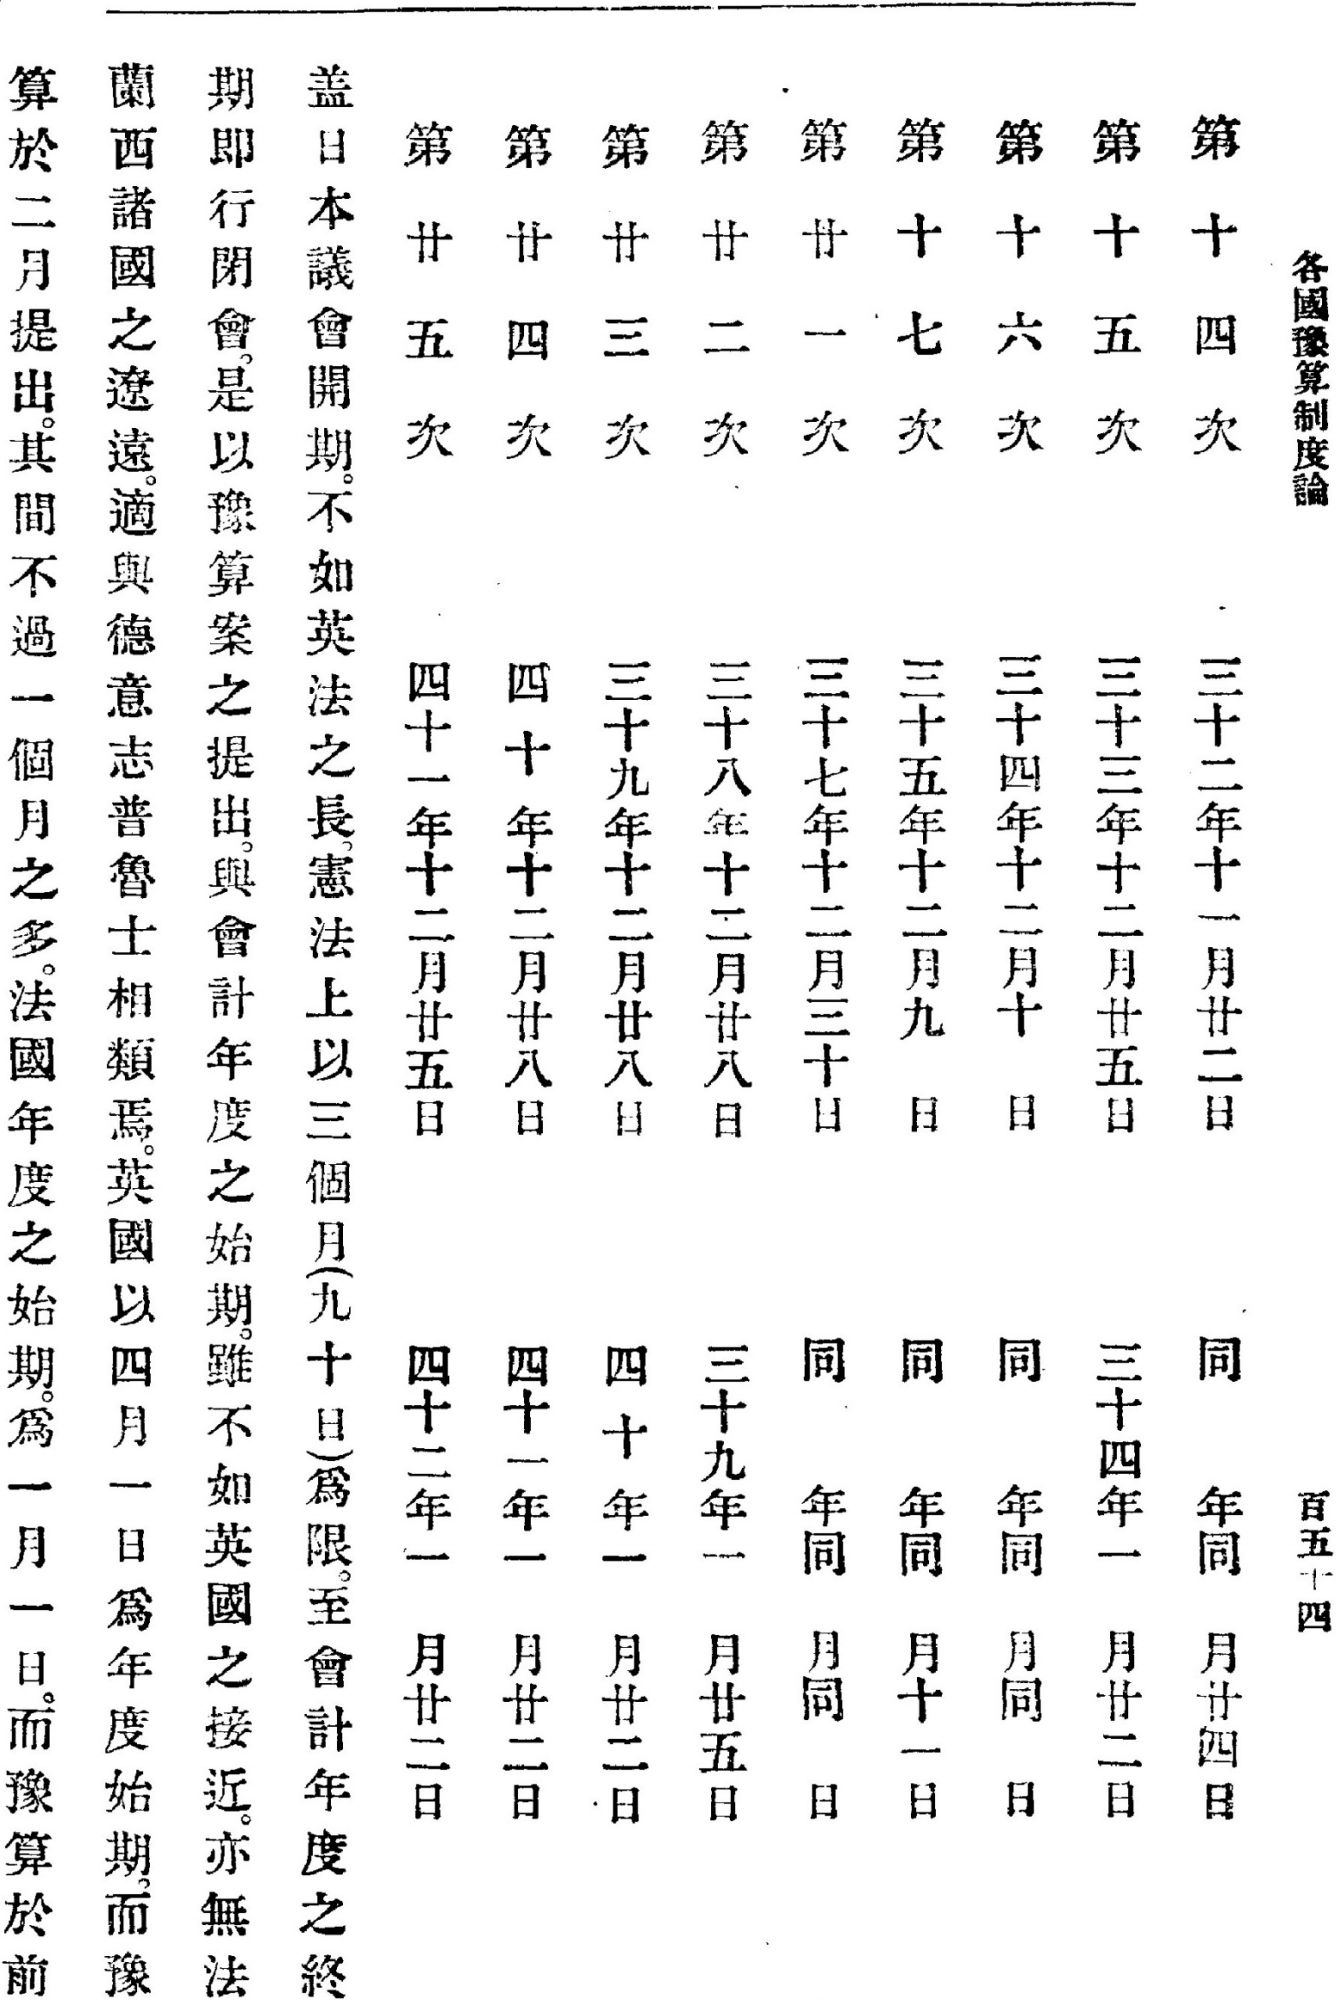 各國豫算制度論　百五十四
第十四次　三十二年十一月廿二日　同年同月廿四日
第十五次　三十三年十二月廿五日　三十四年一月廿二日
第十六次　三十四年十二月十日　同年同月同日
第十七次　三十五年十二月九日　同年同月十一日
第廿一次　三十七年十二月三十日　同年同月同日
第廿二次　三十八年十二月廿八日　三十九年一月廿五日
第廿三次　三十九年十二月廿八日　四十年一月廿二日
第廿四次　四十年十二月廿八日　四十一年一月廿二日
第廿五次　四十一年十二月廿五日　四十二年一月廿二日
蓋日本議會開期。不如英法之長。憲法上以三個月(九十日)爲限。至會計年度之終
期即行閉會。是以豫算案之提出。與會計年度之始期。雖不如英國之接近。亦無法
蘭西諸國之遼遠。適與德意志普魯士相類焉。英國以四月一日爲年度始期。而豫
算於二月提出。其間不過一個月之多。法國年度之始期。爲一月一日。而豫算於前